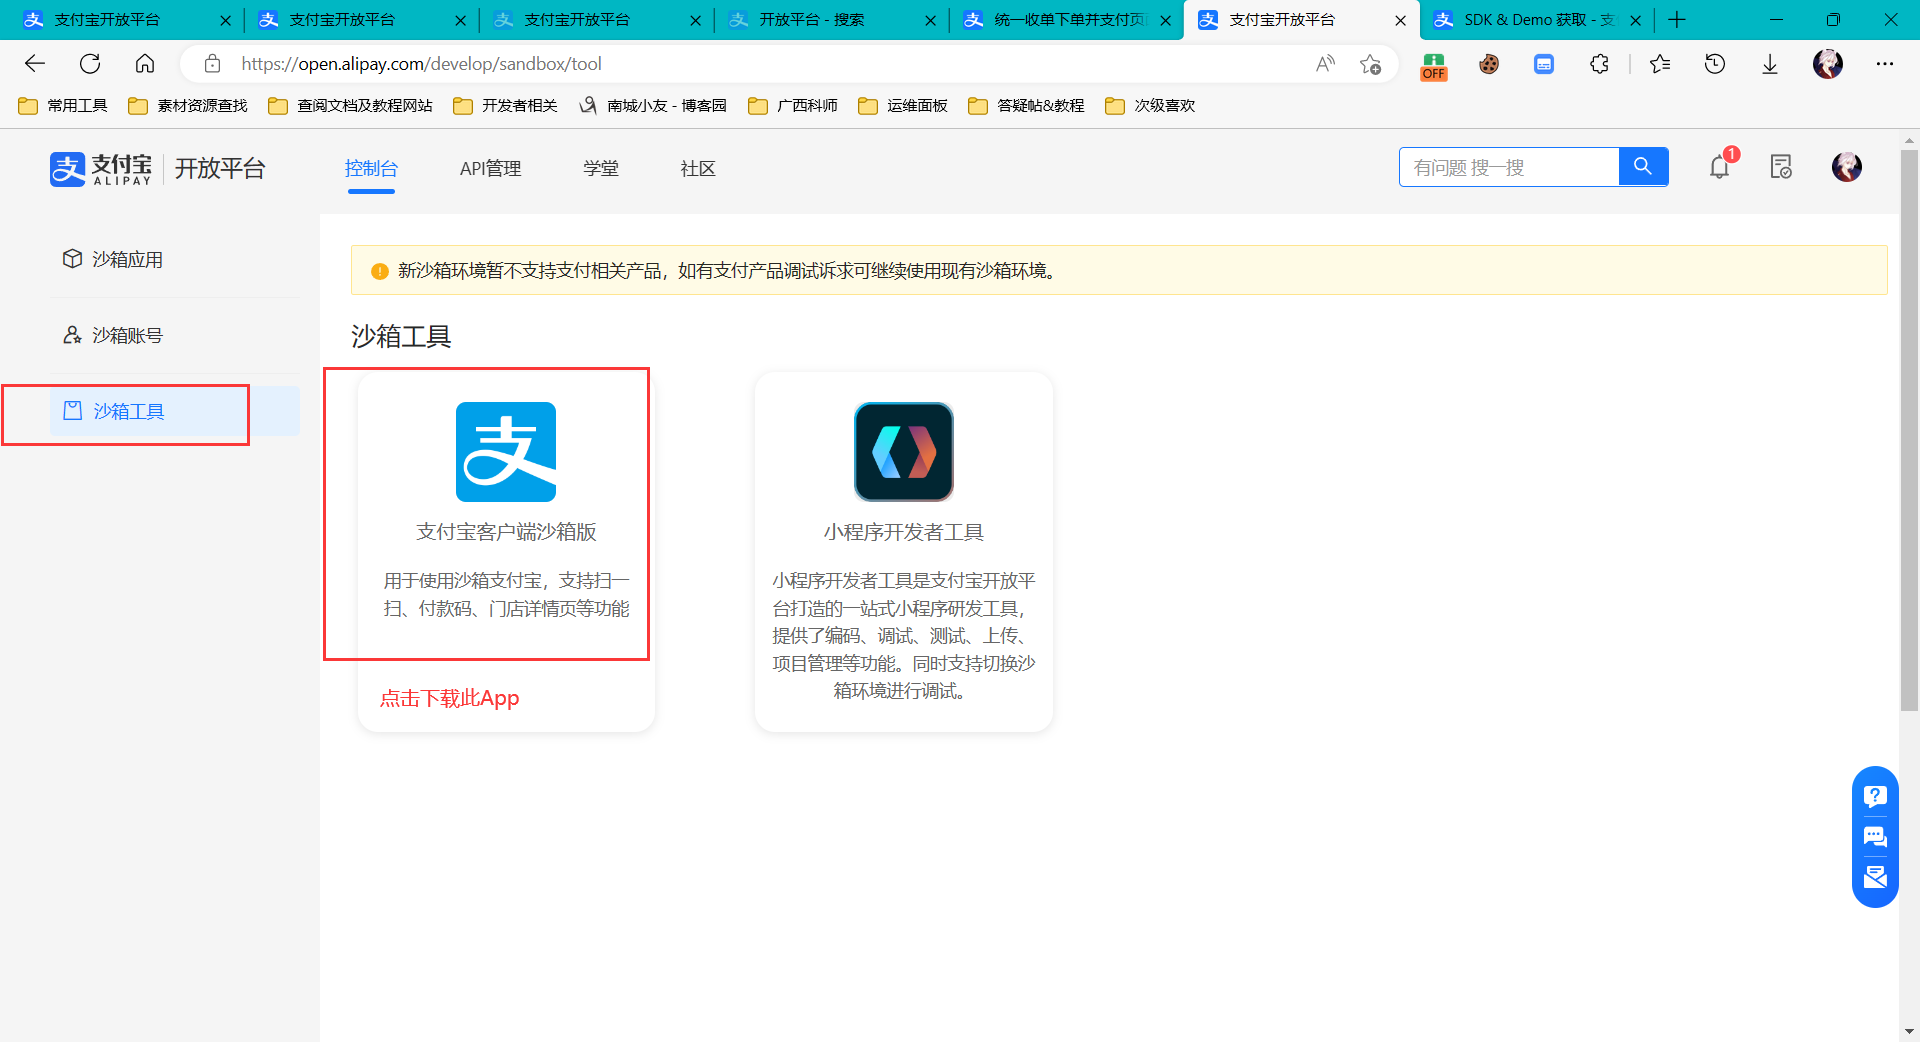 支付宝开放平台
支付宝开放平台
支付宝开放平台
开放平台 - 搜索
统一收单下单并支付页
支付宝开放平台
SDK & Demo 获取 - 支
https://open.alipay.com/develop/sandbox/tool
OFF
常用工具
素材资源查找
查阅文档及教程网站
开发者相关
南城小友 - 博客园
广西科师
运维面板
答疑帖&教程
次级喜欢
支付宝
ALIPAY
开放平台
控制台
API管理
学堂
社区
有问题 搜一搜
1
沙箱应用
沙箱账号
沙箱工具
新沙箱环境暂不支持支付相关产品，如有支付产品调试诉求可继续使用现有沙箱环境。
沙箱工具
支付宝客户端沙箱版
用于使用沙箱支付宝，支持扫一
扫、付款码、门店详情页等功能
点击下载此App
小程序开发者工具
小程序开发者工具是支付宝开放平
台打造的一站式小程序研发工具，
提供了编码、调试、测试、上传、
项目管理等功能。同时支持切换沙
箱环境进行调试。